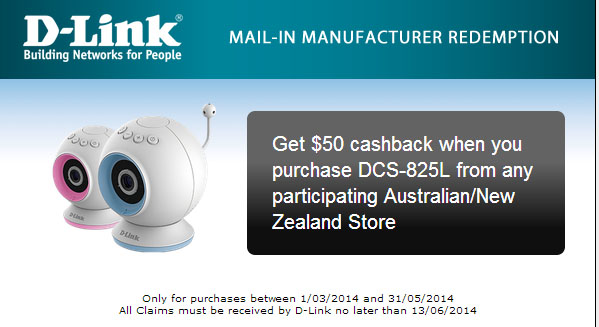 D-Link®
Building Networks for People
MAIL-IN MANUFACTURER REDEMPTION
Get $50 cashback when you
purchase DCS-825L from any
participating Australian/New
Zealand Store
D-Link
D-Link
Only for purchases between 1/03/2014 and 31/05/2014
All Claims must be received by D-Link no later than 13/06/2014